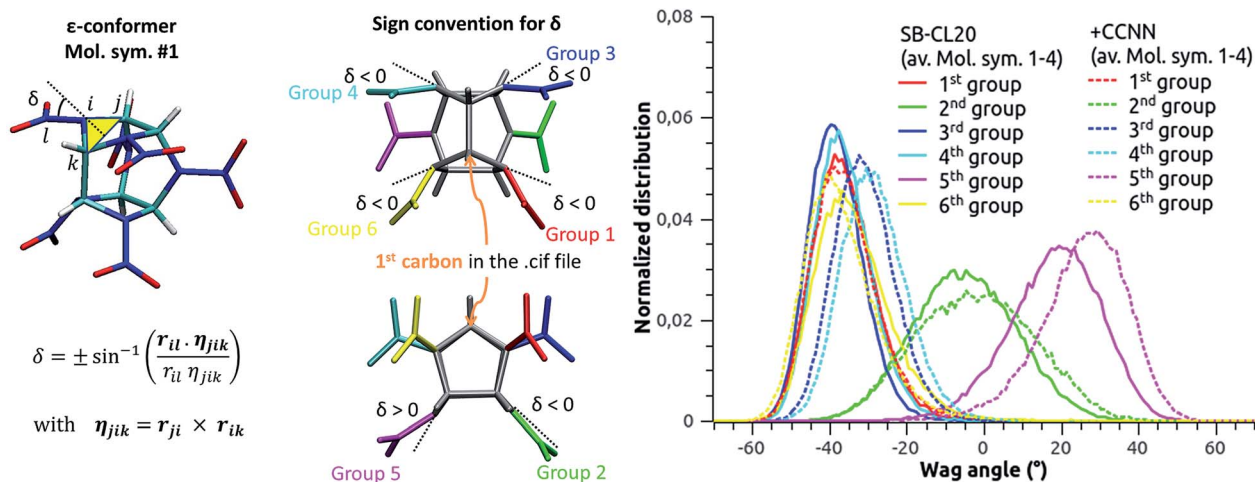 ε-conformer
Mol. sym. #1
δ
i
j
l
k
δ = ± sin⁻¹ ( r_il . η_jik / r_il η_jik )
with η_jik = r_ji × r_ik
Sign convention for δ
Group 3
δ < 0
δ < 0
Group 4
δ < 0
δ < 0
Group 6
Group 1
1st carbon in the .cif file
δ > 0
δ < 0
Group 5
Group 2
Normalized distribution
0,08
0,06
0,04
0,02
0
-60
-40
-20
0
20
40
60
Wag angle (°)
SB-CL20
(av. Mol. sym. 1-4)
1st group
2nd group
3rd group
4th group
5th group
6th group
+CCNN
(av. Mol. sym. 1-4)
1st group
2nd group
3rd group
4th group
5th group
6th group